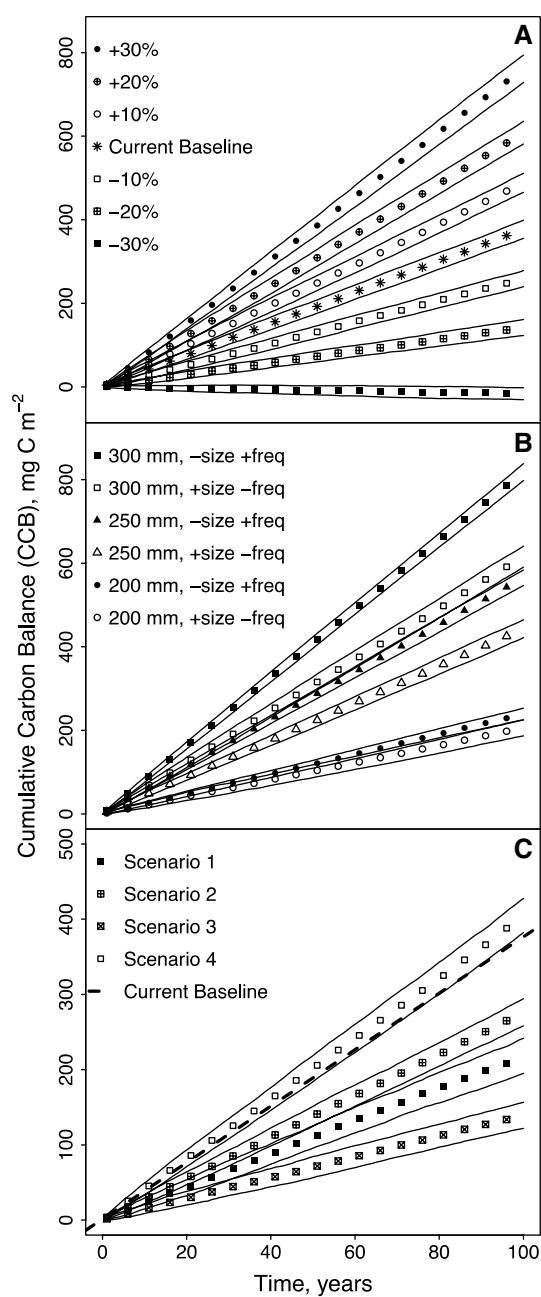 Cumulative Carbon Balance (CCB), mg C m−2
A
800
600
400
200
0
+30%
+20%
+10%
Current Baseline
−10%
−20%
−30%
B
800
600
400
200
0
300 mm, −size +freq
300 mm, +size −freq
250 mm, −size +freq
250 mm, +size −freq
200 mm, −size +freq
200 mm, +size −freq
C
500
400
300
200
100
0
Scenario 1
Scenario 2
Scenario 3
Scenario 4
Current Baseline
0 20 40 60 80 100
Time, years